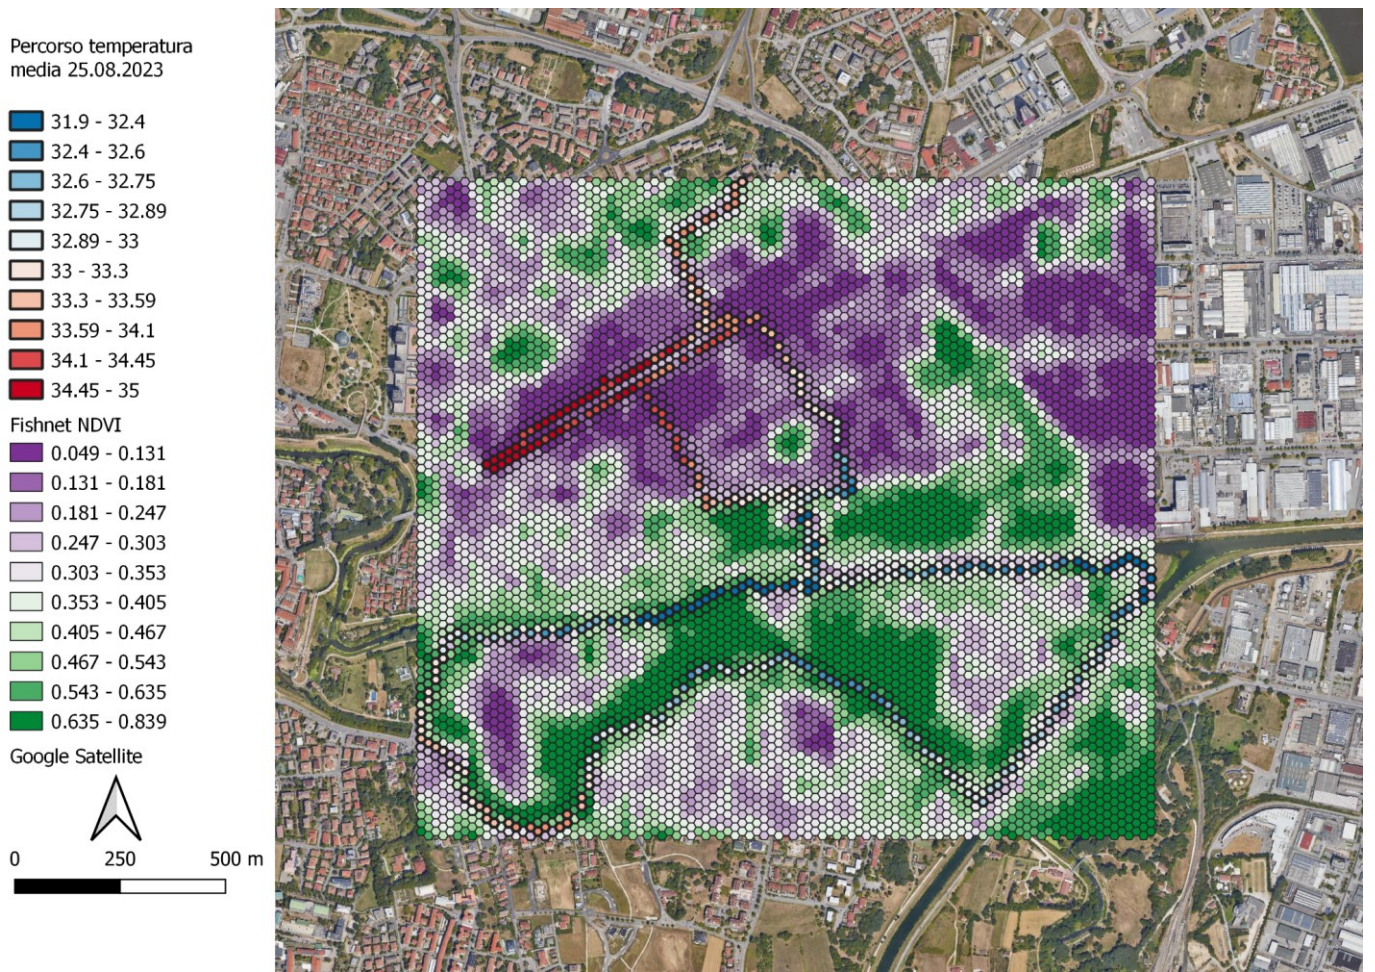 Percorso temperatura
media 25.08.2023
31.9 - 32.4
32.4 - 32.6
32.6 - 32.75
32.75 - 32.89
32.89 - 33
33 - 33.3
33.3 - 33.59
33.59 - 34.1
34.1 - 34.45
34.45 - 35
Fishnet NDVI
0.049 - 0.131
0.131 - 0.181
0.181 - 0.247
0.247 - 0.303
0.303 - 0.353
0.353 - 0.405
0.405 - 0.467
0.467 - 0.543
0.543 - 0.635
0.635 - 0.839
Google Satellite
0 250 500 m